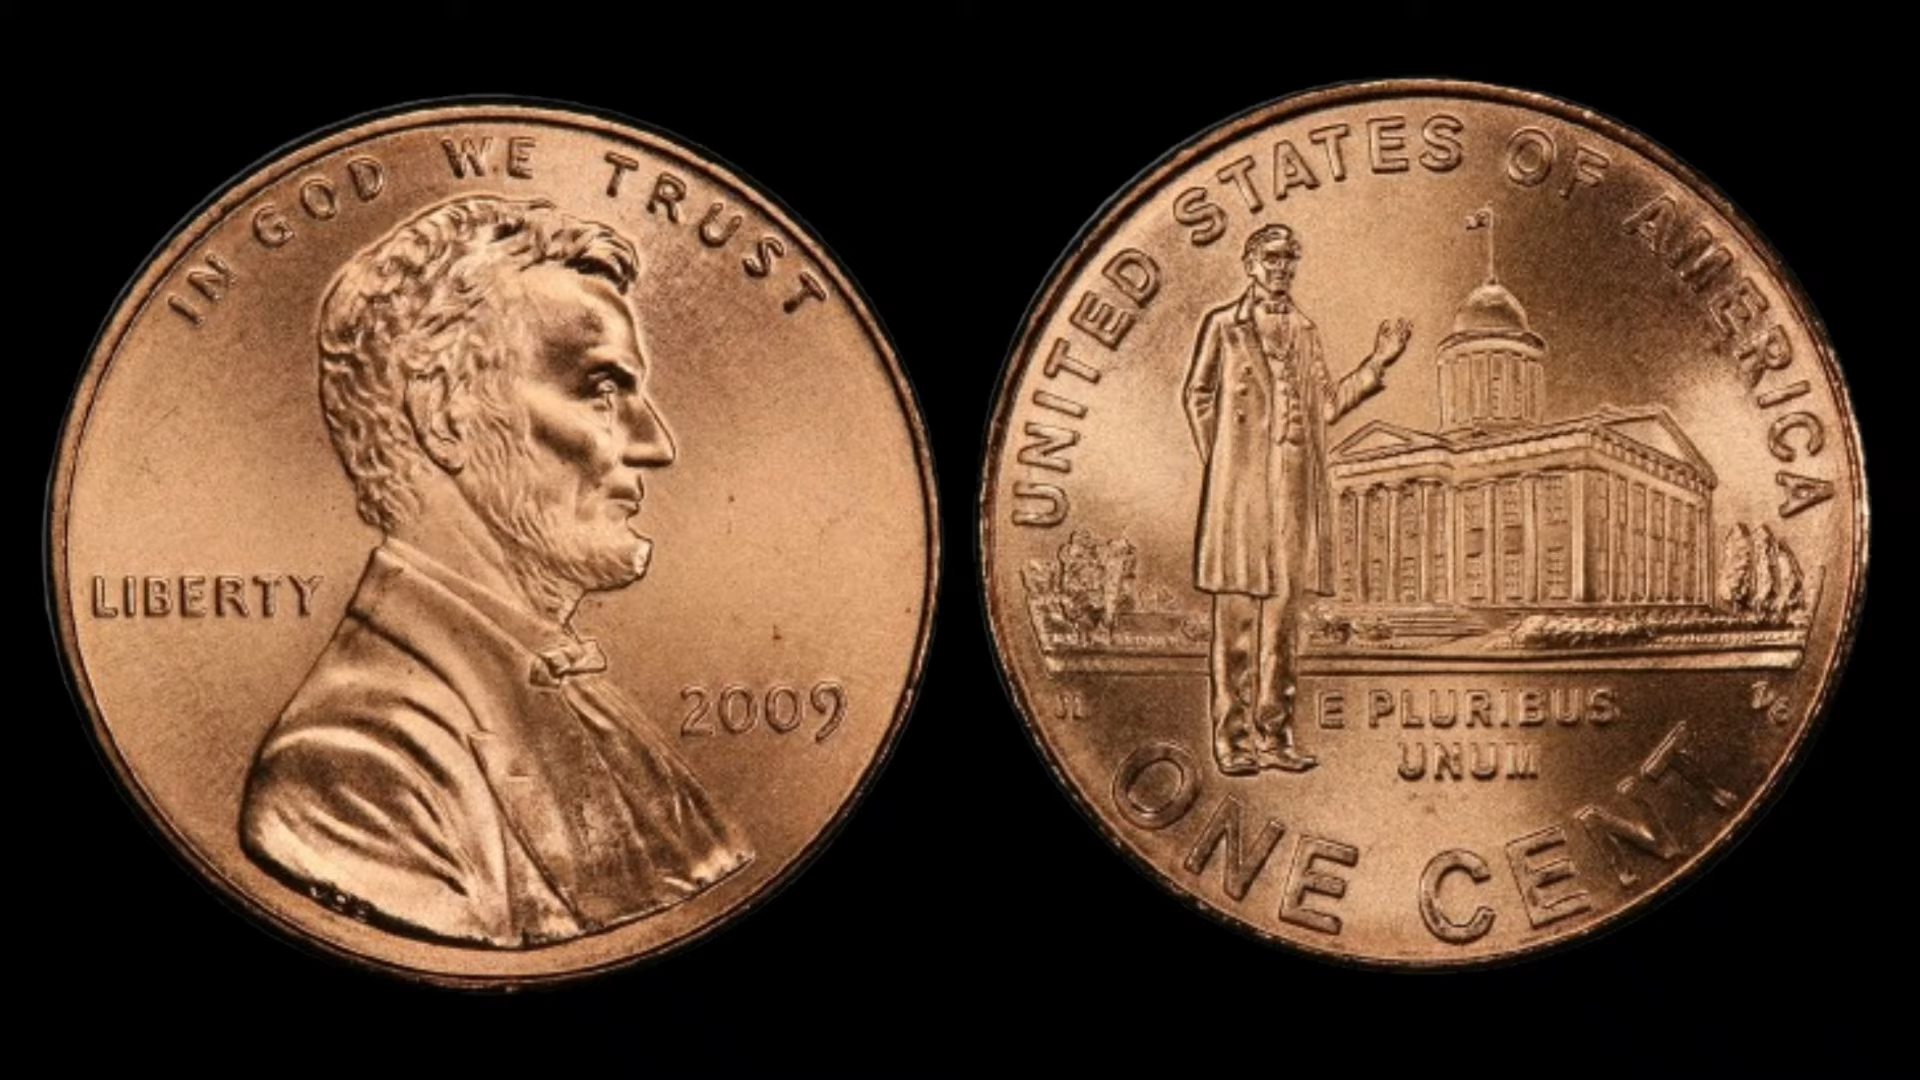 IN GOD WE TRUST
LIBERTY
2009
UNITED STATES OF AMERICA
E PLURIBUS
UNUM
ONE CENT